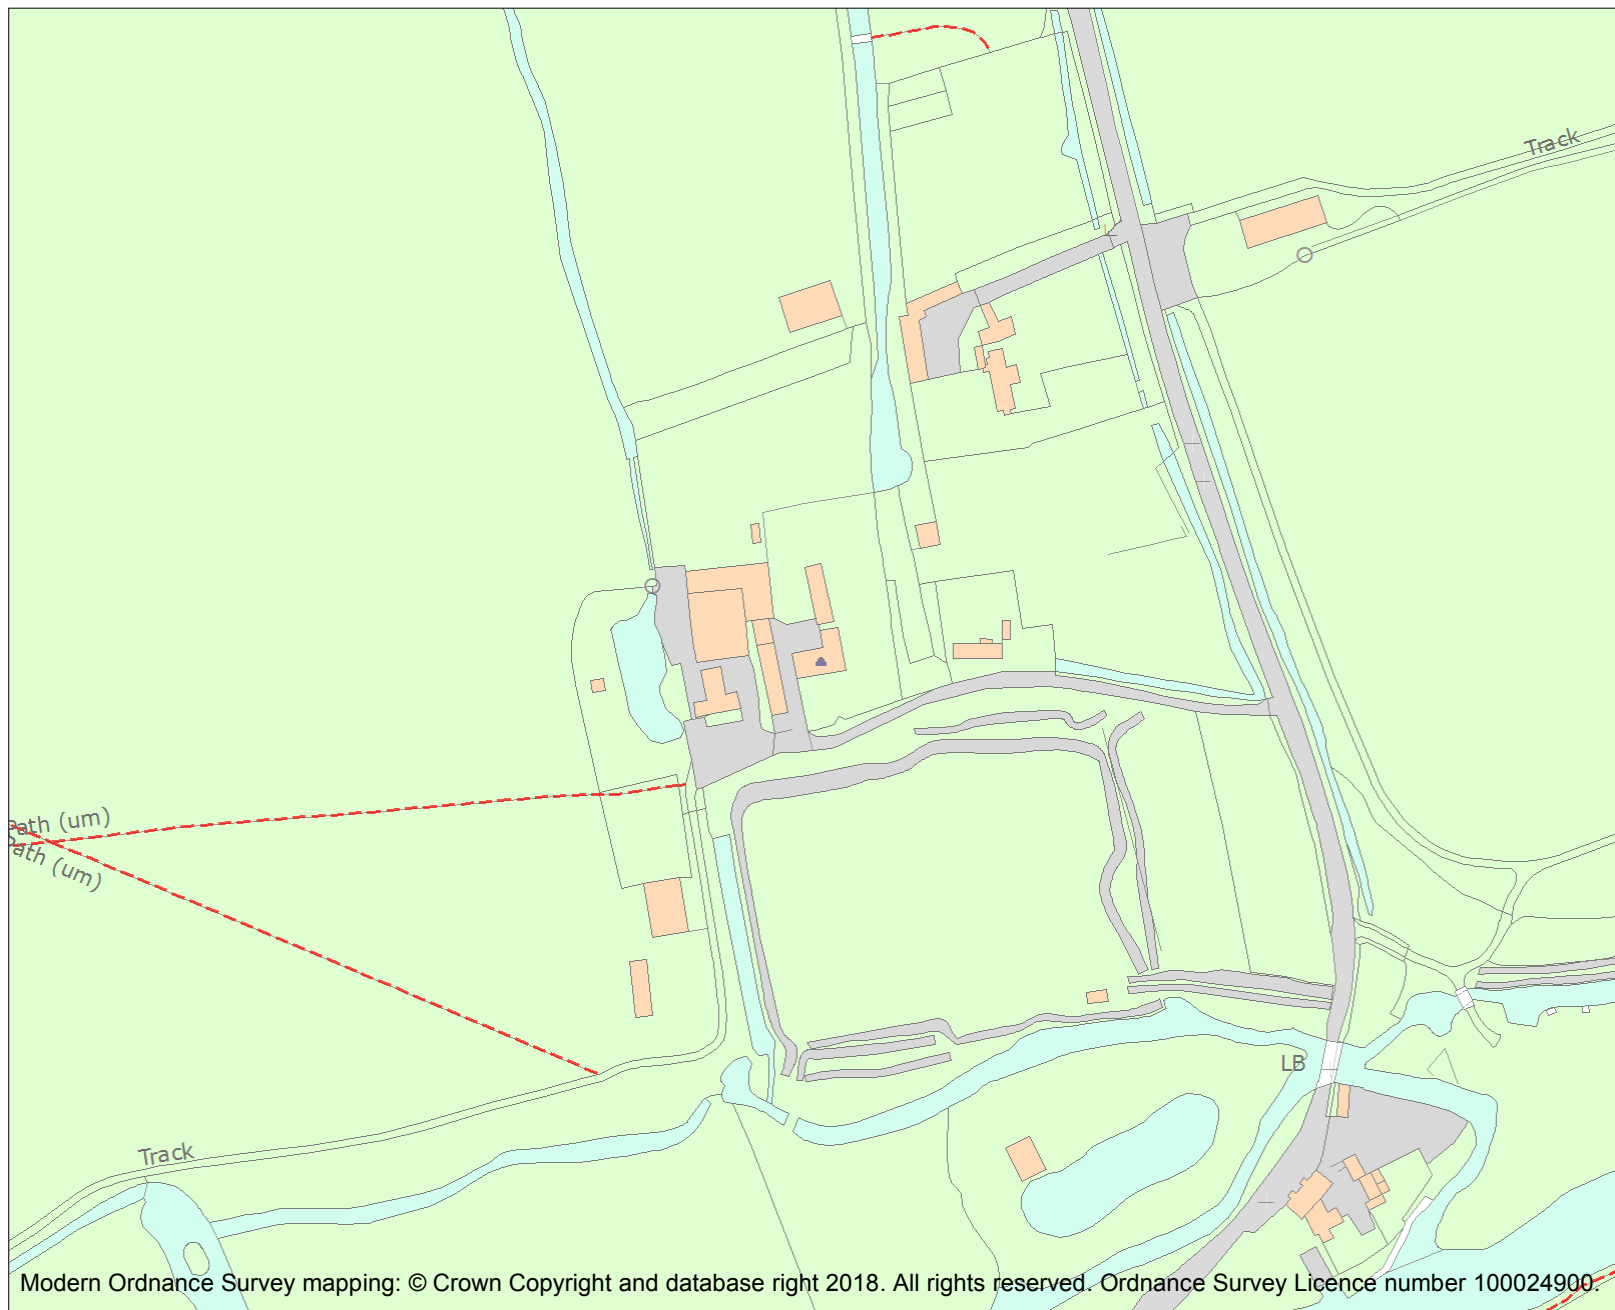 Track
Path (um)
Path (um)
LB
Track
Modern Ordnance Survey mapping: © Crown Copyright and database right 2018. All rights reserved. Ordnance Survey Licence number 100024900.